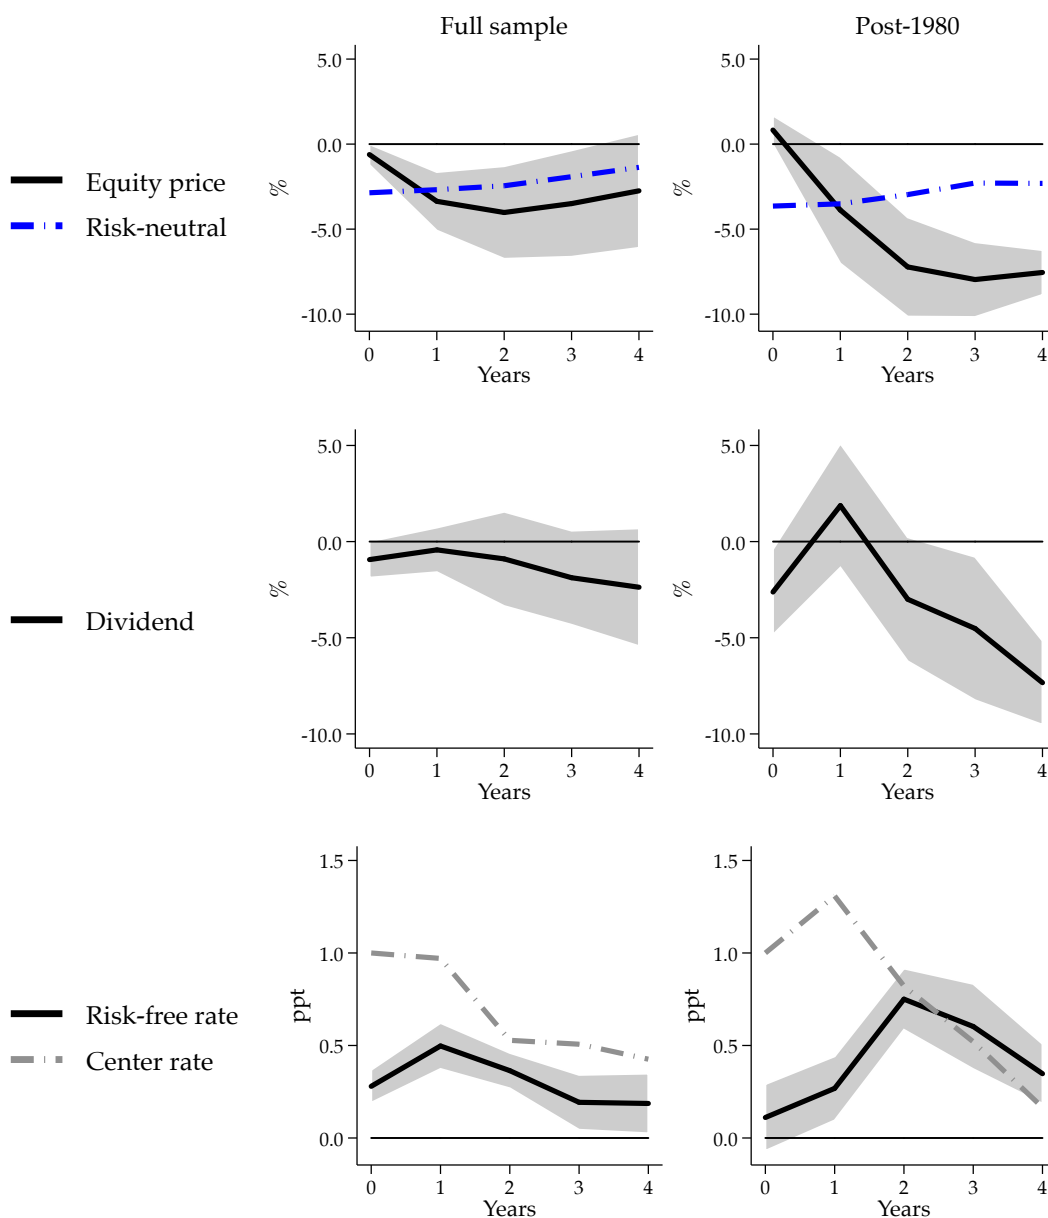 Full sample
Post-1980
Equity price
Risk-neutral
%
5.0
0.0
-5.0
-10.0
0 1 2 3 4
Years
%
5.0
0.0
-5.0
-10.0
0 1 2 3 4
Years
Dividend
%
5.0
0.0
-5.0
-10.0
0 1 2 3 4
Years
%
5.0
0.0
-5.0
-10.0
0 1 2 3 4
Years
Risk-free rate
Center rate
ppt
1.5
1.0
0.5
0.0
0 1 2 3 4
Years
ppt
1.5
1.0
0.5
0.0
0 1 2 3 4
Years